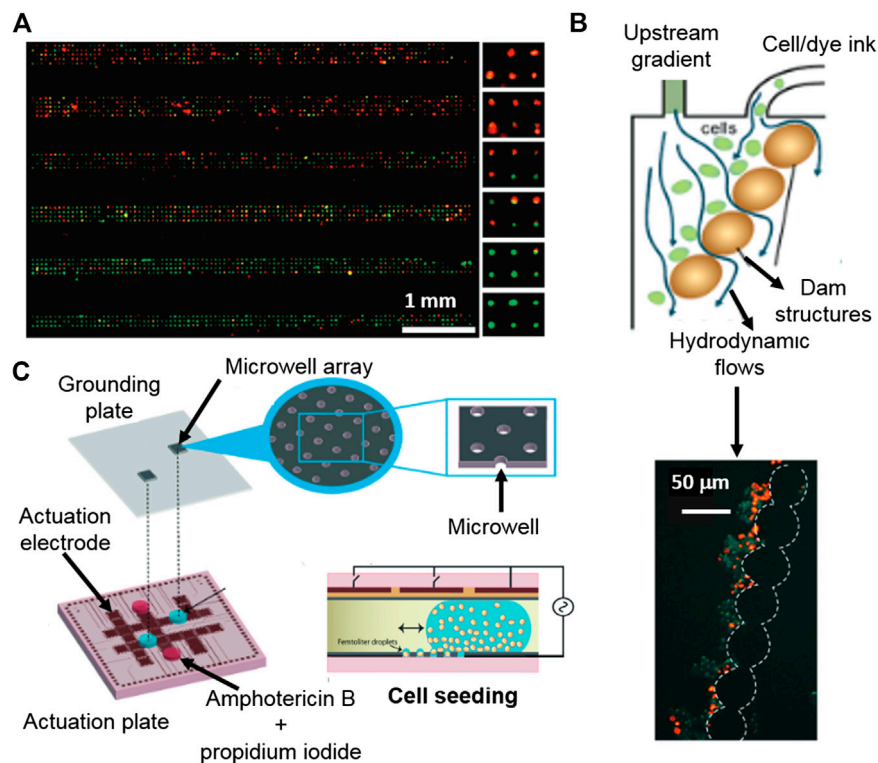 A
1 mm
B
Upstream
gradient
Cell/dye ink
cells
Dam
structures
Hydrodynamic
flows
50 μm
C
Grounding
plate
Microwell array
Microwell
Actuation
electrode
Femtoliter droplets
Cell seeding
Amphotericin B
+
propidium iodide
Actuation plate